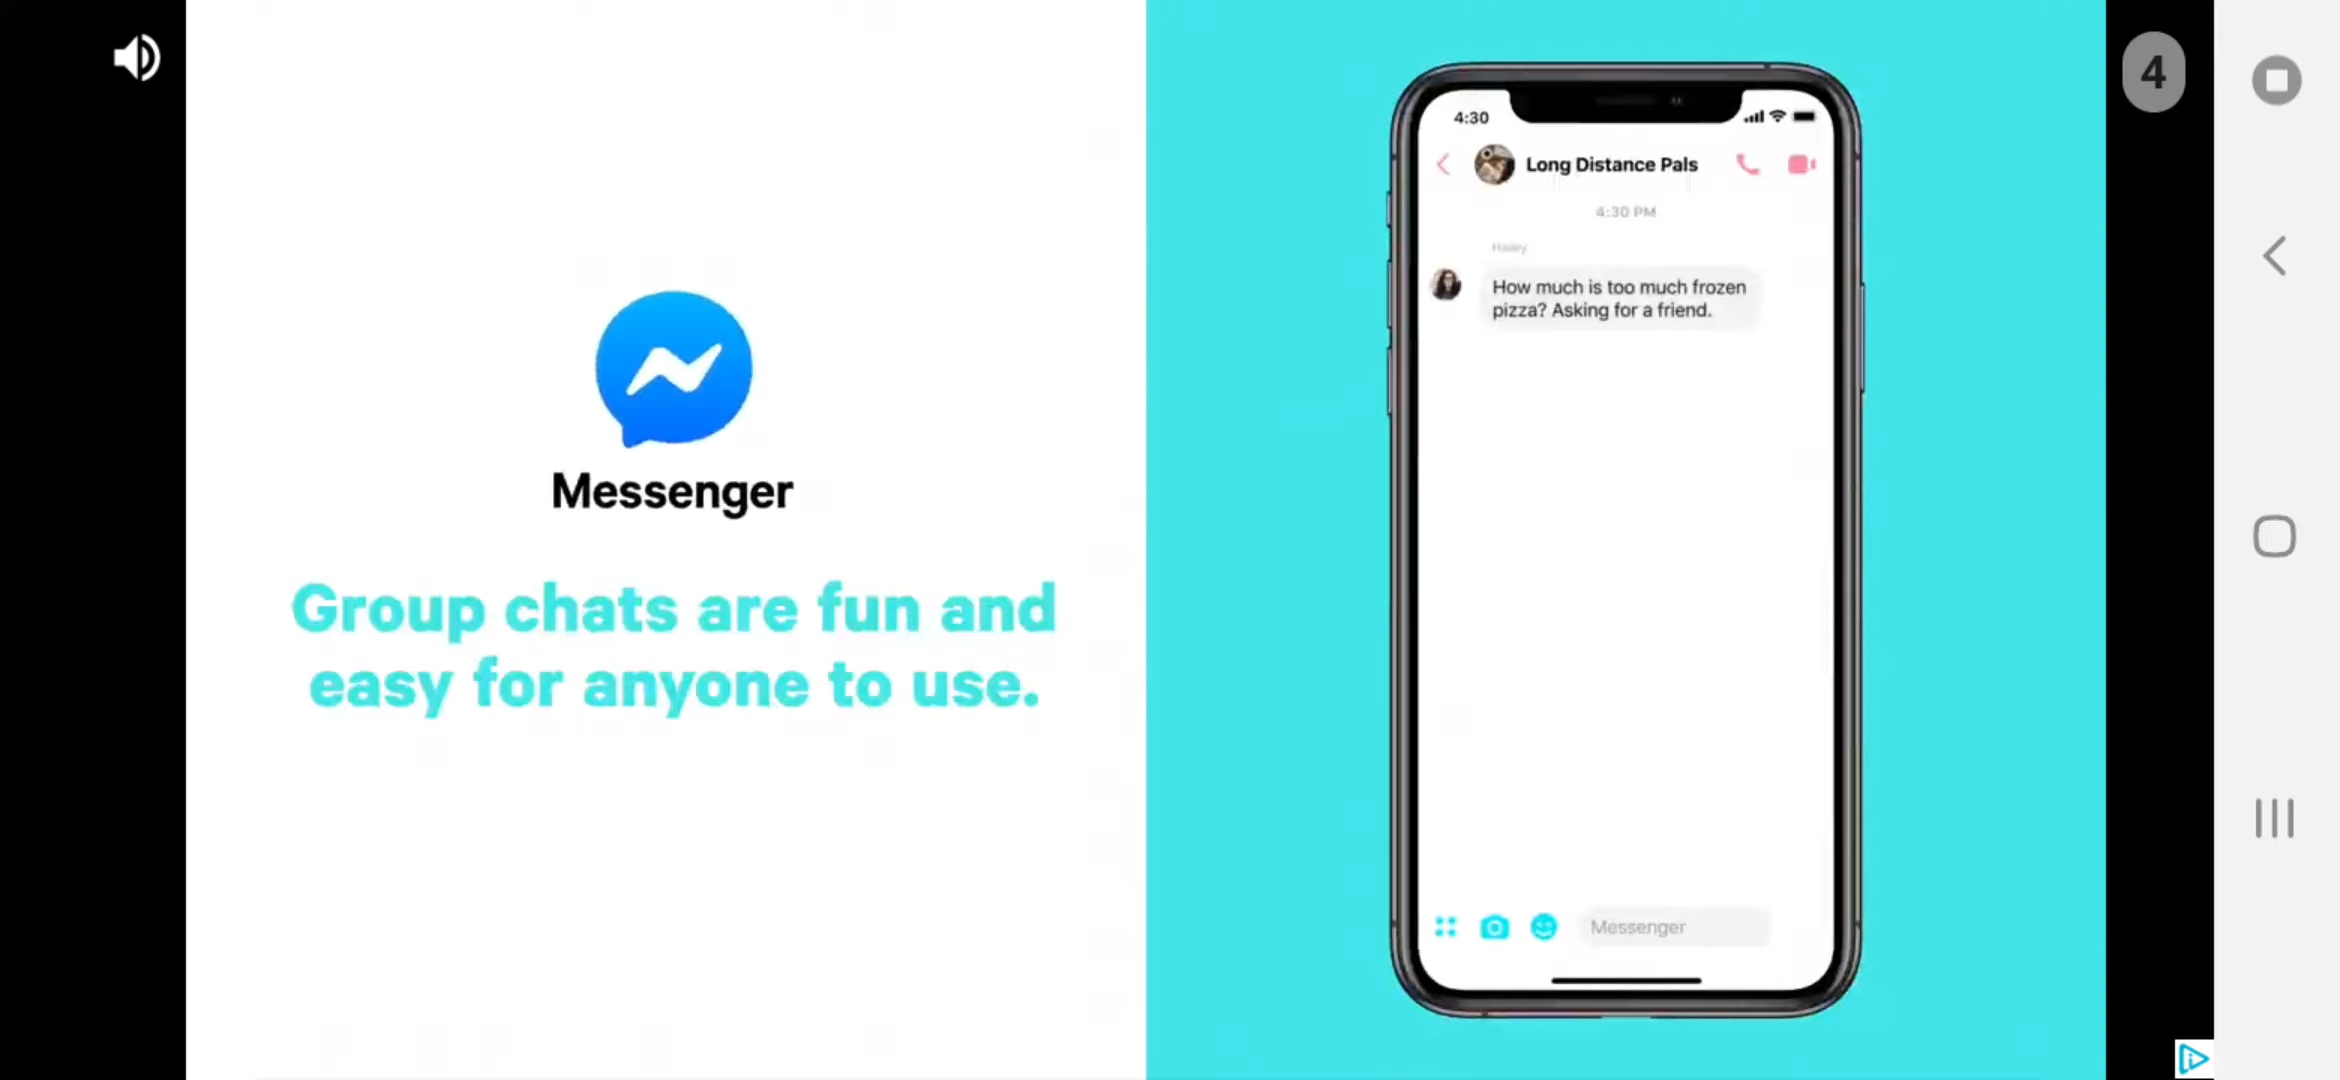 Messenger
Group chats are fun and
easy for anyone to use.
4:30
Long Distance Pals
4:30 PM
How much is too much frozen
pizza? Asking for a friend.
Messenger
4